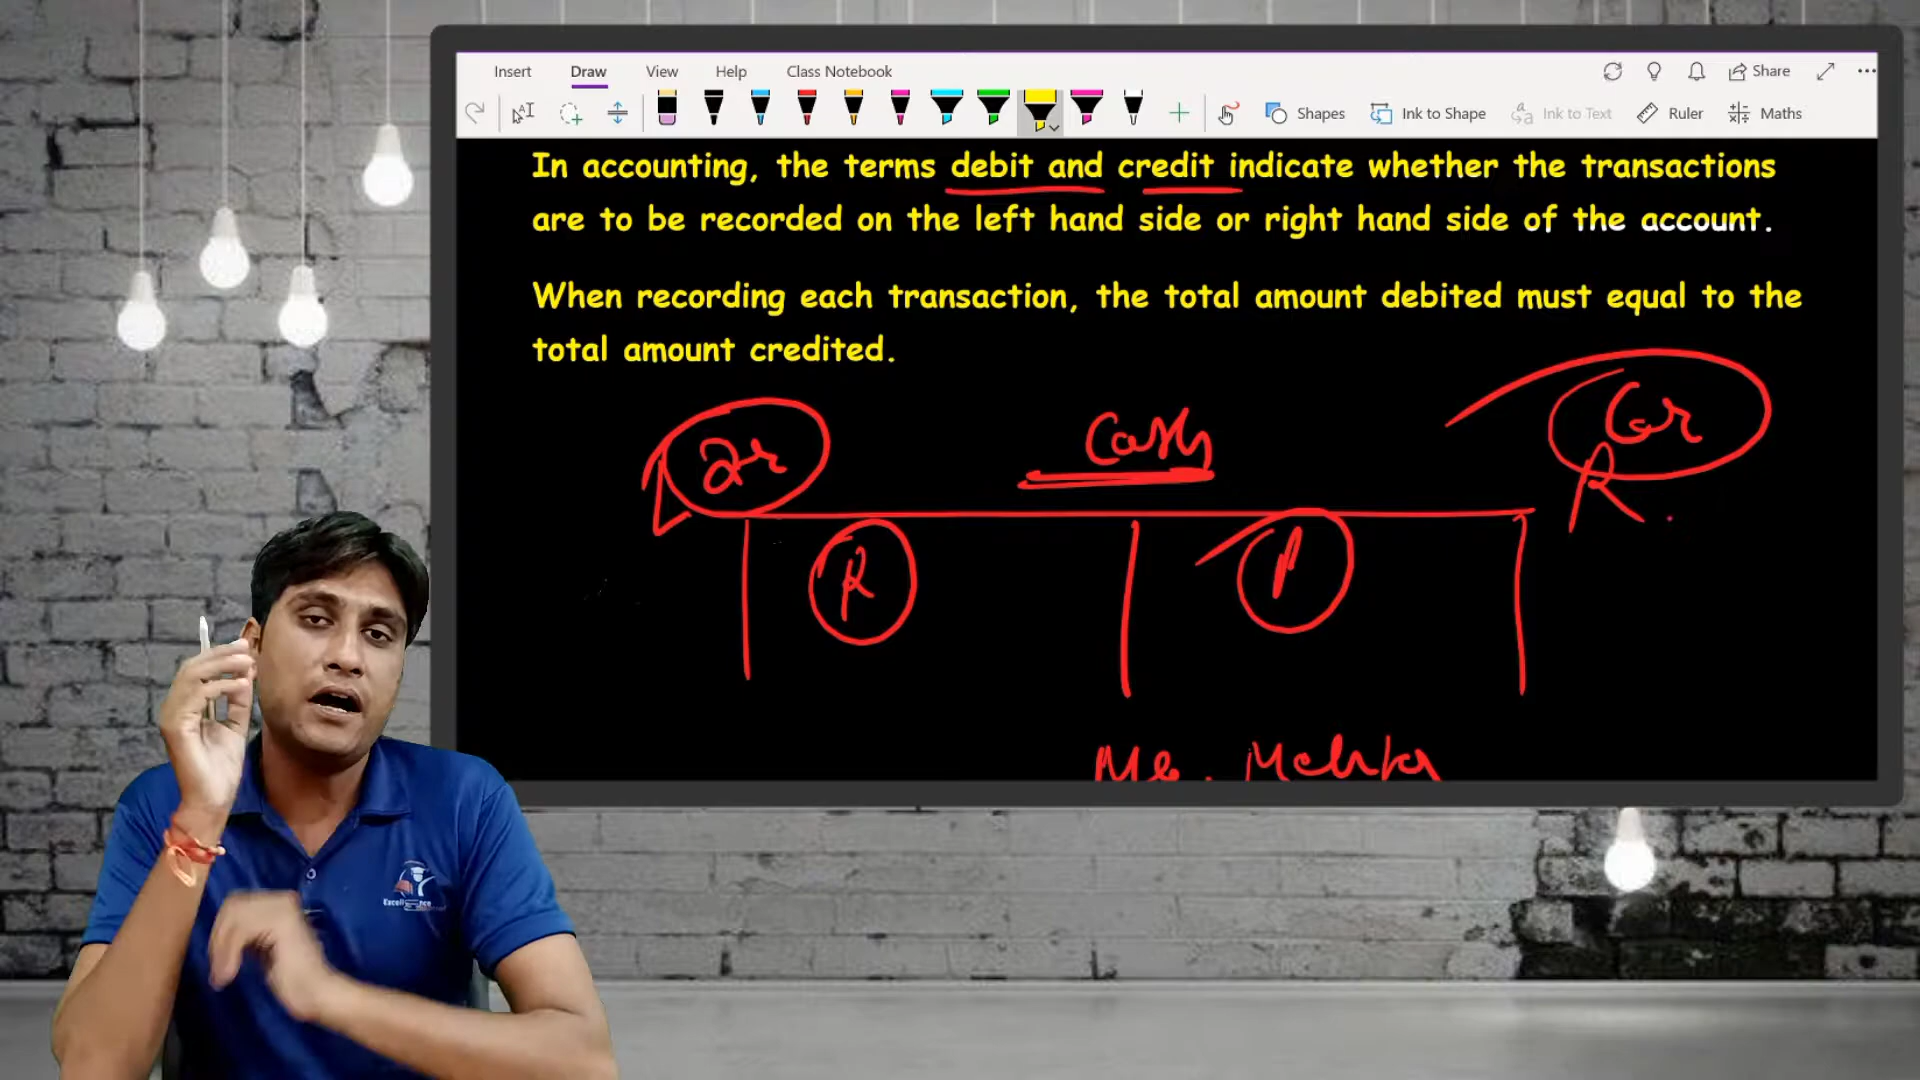 Insert Draw View Help Class Notebook Share
Shapes Ink to Shape Ink to Text Ruler Maths
In accounting, the terms debit and credit indicate whether the transactions
are to be recorded on the left hand side or right hand side of the account.
When recording each transaction, the total amount debited must equal to the
total amount credited.
Dr Cash Cr
R
R P
Mr. Mehta